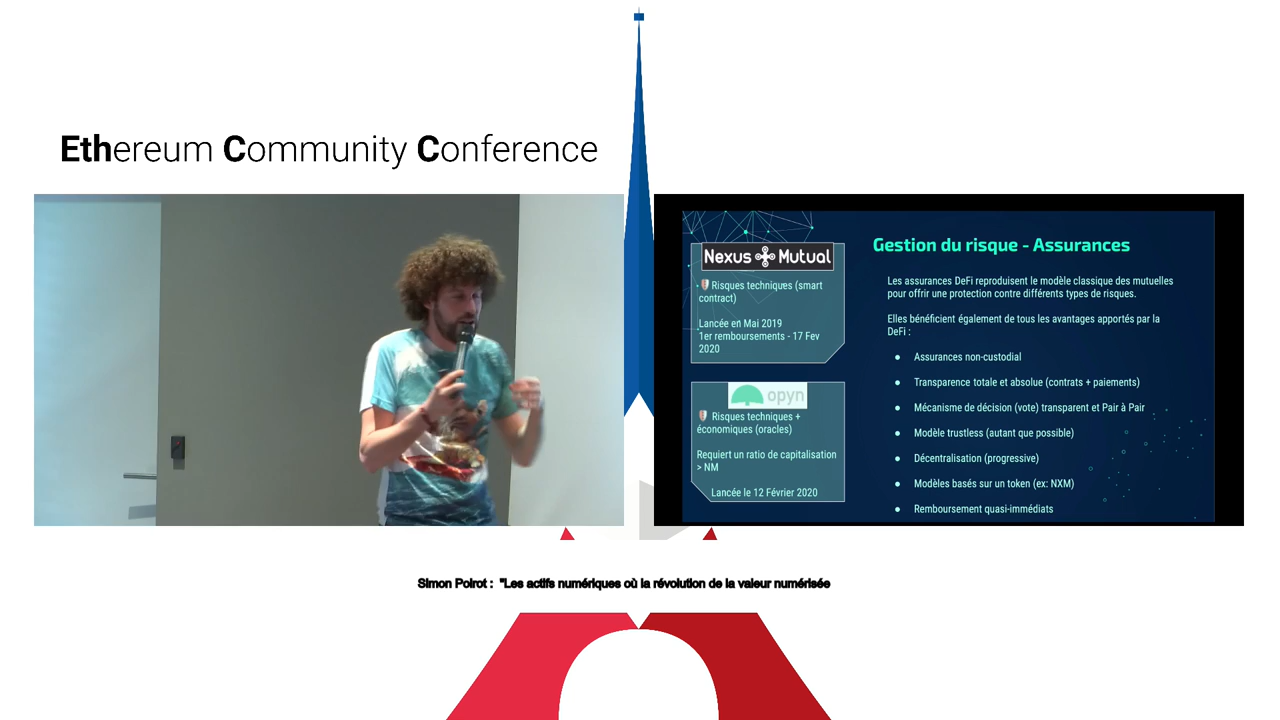 Ethereum Community Conference
Nexus Mutual
Risques techniques (smart
contract)
Lancée en Mai 2019
1er remboursements - 17 Fev
2020
opyn
Risques techniques +
économiques (oracles)
Requiert un ratio de capitalisation
> NM
Lancée le 12 Février 2020
Gestion du risque - Assurances
Les assurances DeFi reproduisent le modèle classique des mutuelles
pour offrir une protection contre différents types de risques.
Elles bénéficient également de tous les avantages apportés par la
DeFi :
● Assurances non-custodial
● Transparence totale et absolue (contrats + paiements)
● Mécanisme de décision (vote) transparent et Pair à Pair
● Modèle trustless (autant que possible)
● Décentralisation (progressive)
● Modèles basés sur un token (ex: NXM)
● Remboursement quasi-immédiats
Simon Poirot : "Les actifs numériques où la révolution de la valeur numérisée